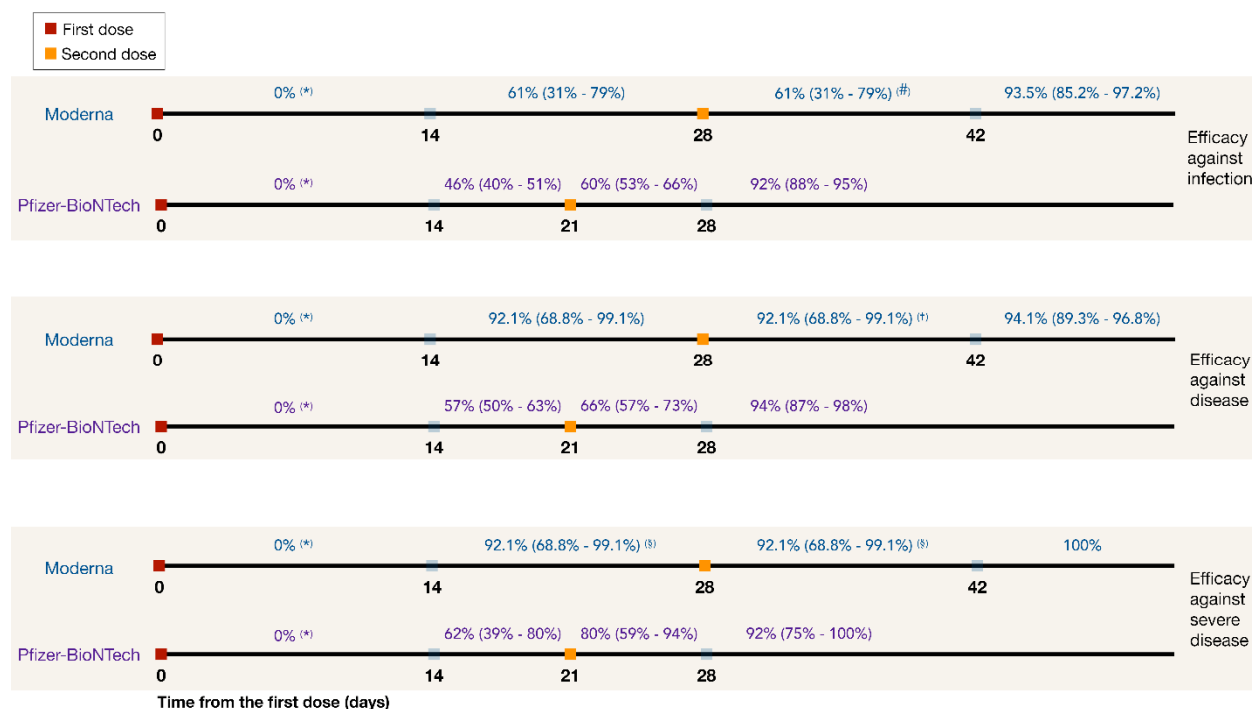 First dose
Second dose
0% (*) 61% (31% - 79%) 61% (31% - 79%) (#) 93.5% (85.2% - 97.2%)
Moderna
0 14 28 42
0% (*) 46% (40% - 51%) 60% (53% - 66%) 92% (88% - 95%)
Pfizer-BioNTech
0 14 21 28
Efficacy
against
infection
0% (*) 92.1% (68.8% - 99.1%) 92.1% (68.8% - 99.1%) (†) 94.1% (89.3% - 96.8%)
Moderna
0 14 28 42
0% (*) 57% (50% - 63%) 66% (57% - 73%) 94% (87% - 98%)
Pfizer-BioNTech
0 14 21 28
Efficacy
against
disease
0% (*) 92.1% (68.8% - 99.1%) (§) 92.1% (68.8% - 99.1%) (§) 100%
Moderna
0 14 28 42
0% (*) 62% (39% - 80%) 80% (59% - 94%) 92% (75% - 100%)
Pfizer-BioNTech
0 14 21 28
Efficacy
against
severe
disease
Time from the first dose (days)